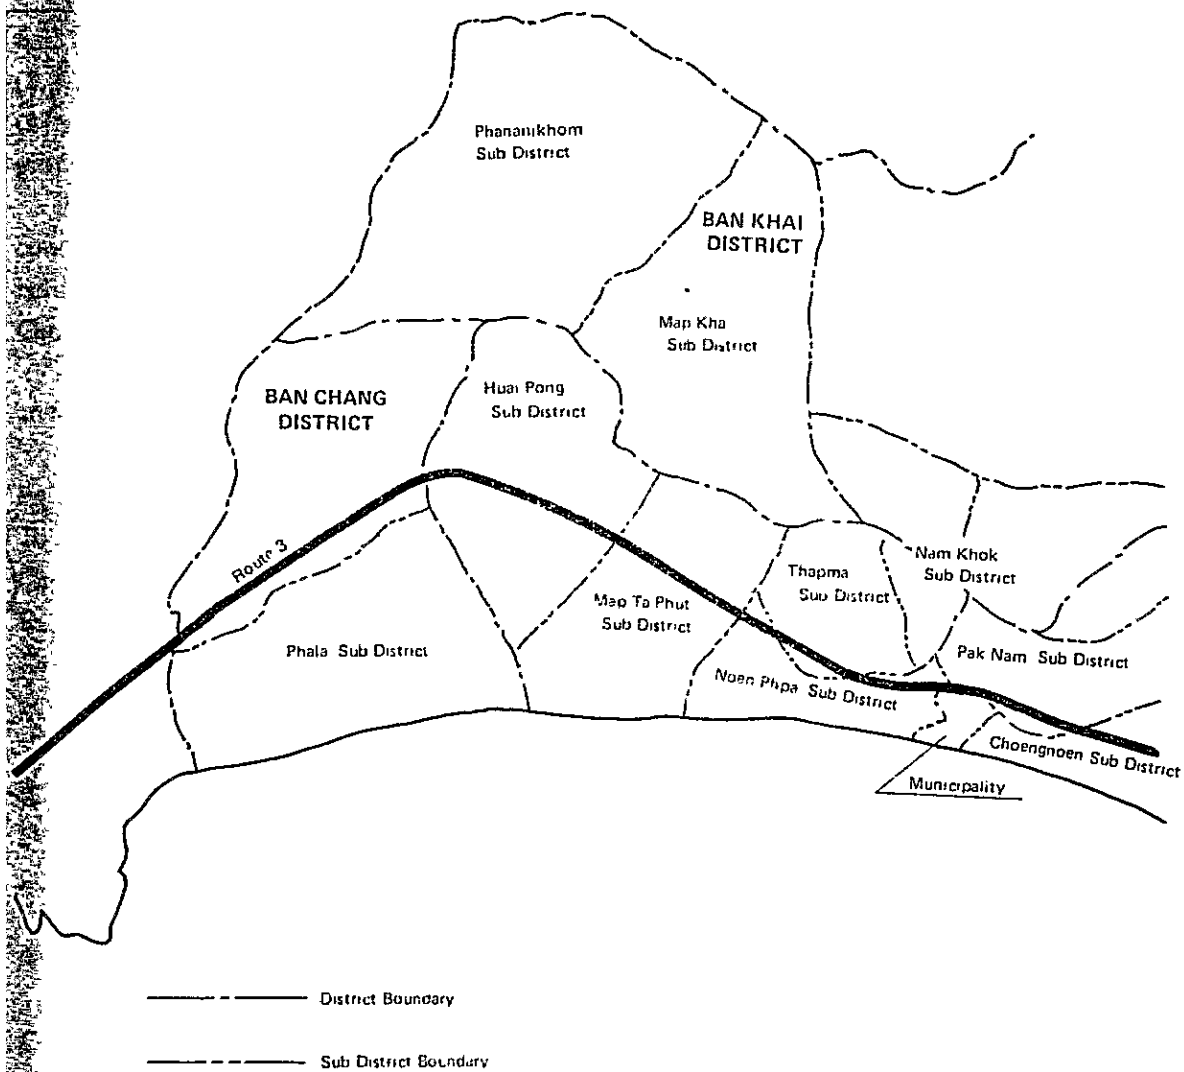 Phananikhom
Sub District
BAN KHAI
DISTRICT
Map Kha
Sub District
Huai Pong
Sub District
BAN CHANG
DISTRICT
Route 3
Nam Khok
Sub District
Thapma
Sub District
Map Ta Phut
Sub District
Phala Sub District
Pak Nam Sub District
Noen Phpa Sub District
Choengnoen Sub District
Municipality
District Boundary
Sub District Boundary